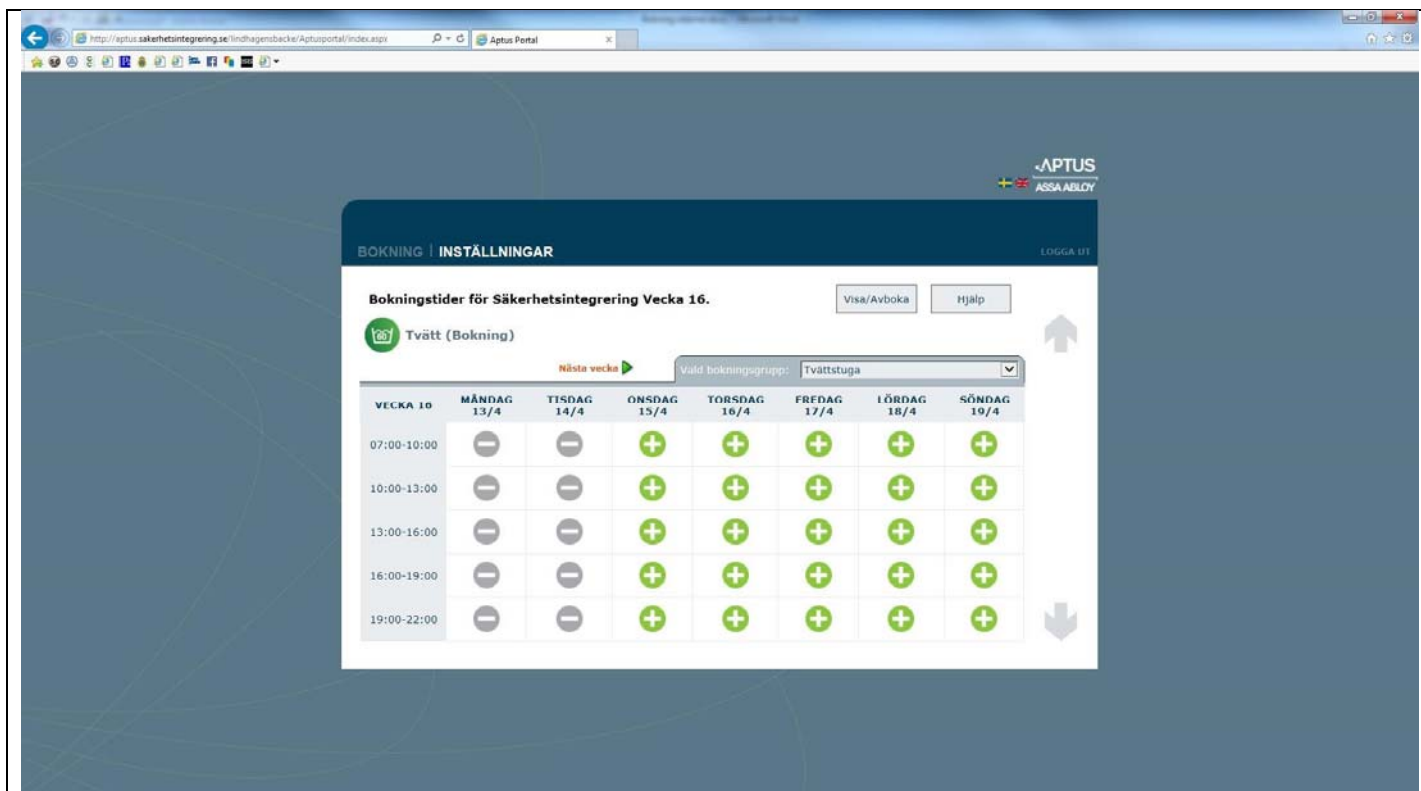 http://aptus.sakerhetsintegrering.se/lindhagensbacke/Aptusportal/index.aspx
Aptus Portal
APTUS
ASSA ABLOY
BOKNING | INSTÄLLNINGAR
LOGGA UT
Bokningstider för Säkerhetsintegrering Vecka 16.
Visa/Avboka
Hjälp
60
Tvätt (Bokning)
Nästa vecka
Vald bokningsgrupp:
Tvättstuga
VECKA 16 MÅNDAG TISDAG ONSDAG TORSDAG FREDAG LÖRDAG SÖNDAG
13/4 14/4 15/4 16/4 17/4 18/4 19/4
07:00-10:00
10:00-13:00
13:00-16:00
16:00-19:00
19:00-22:00